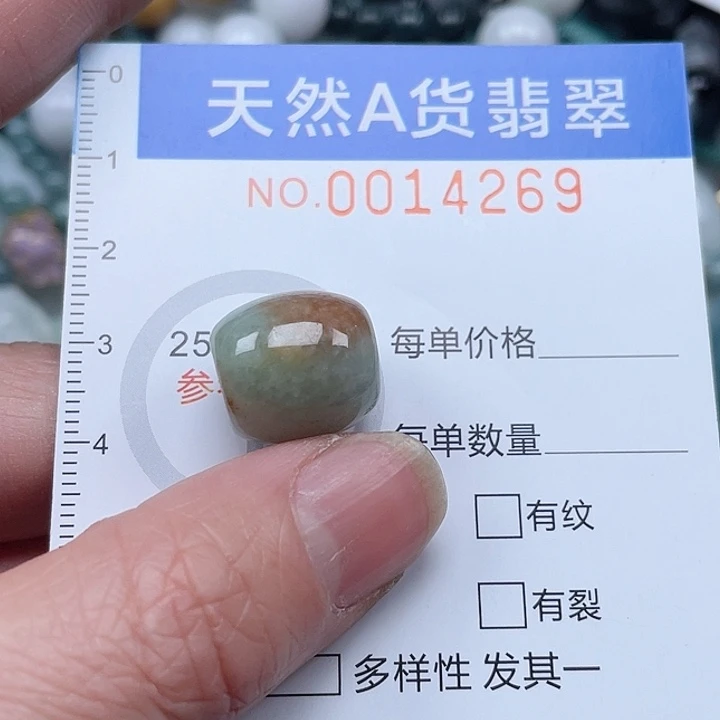 天然A货翡翠
NO.0014269
0
1
2
3
4
25
参
每单价格
每单数量
有纹
有裂
多样性 发其一